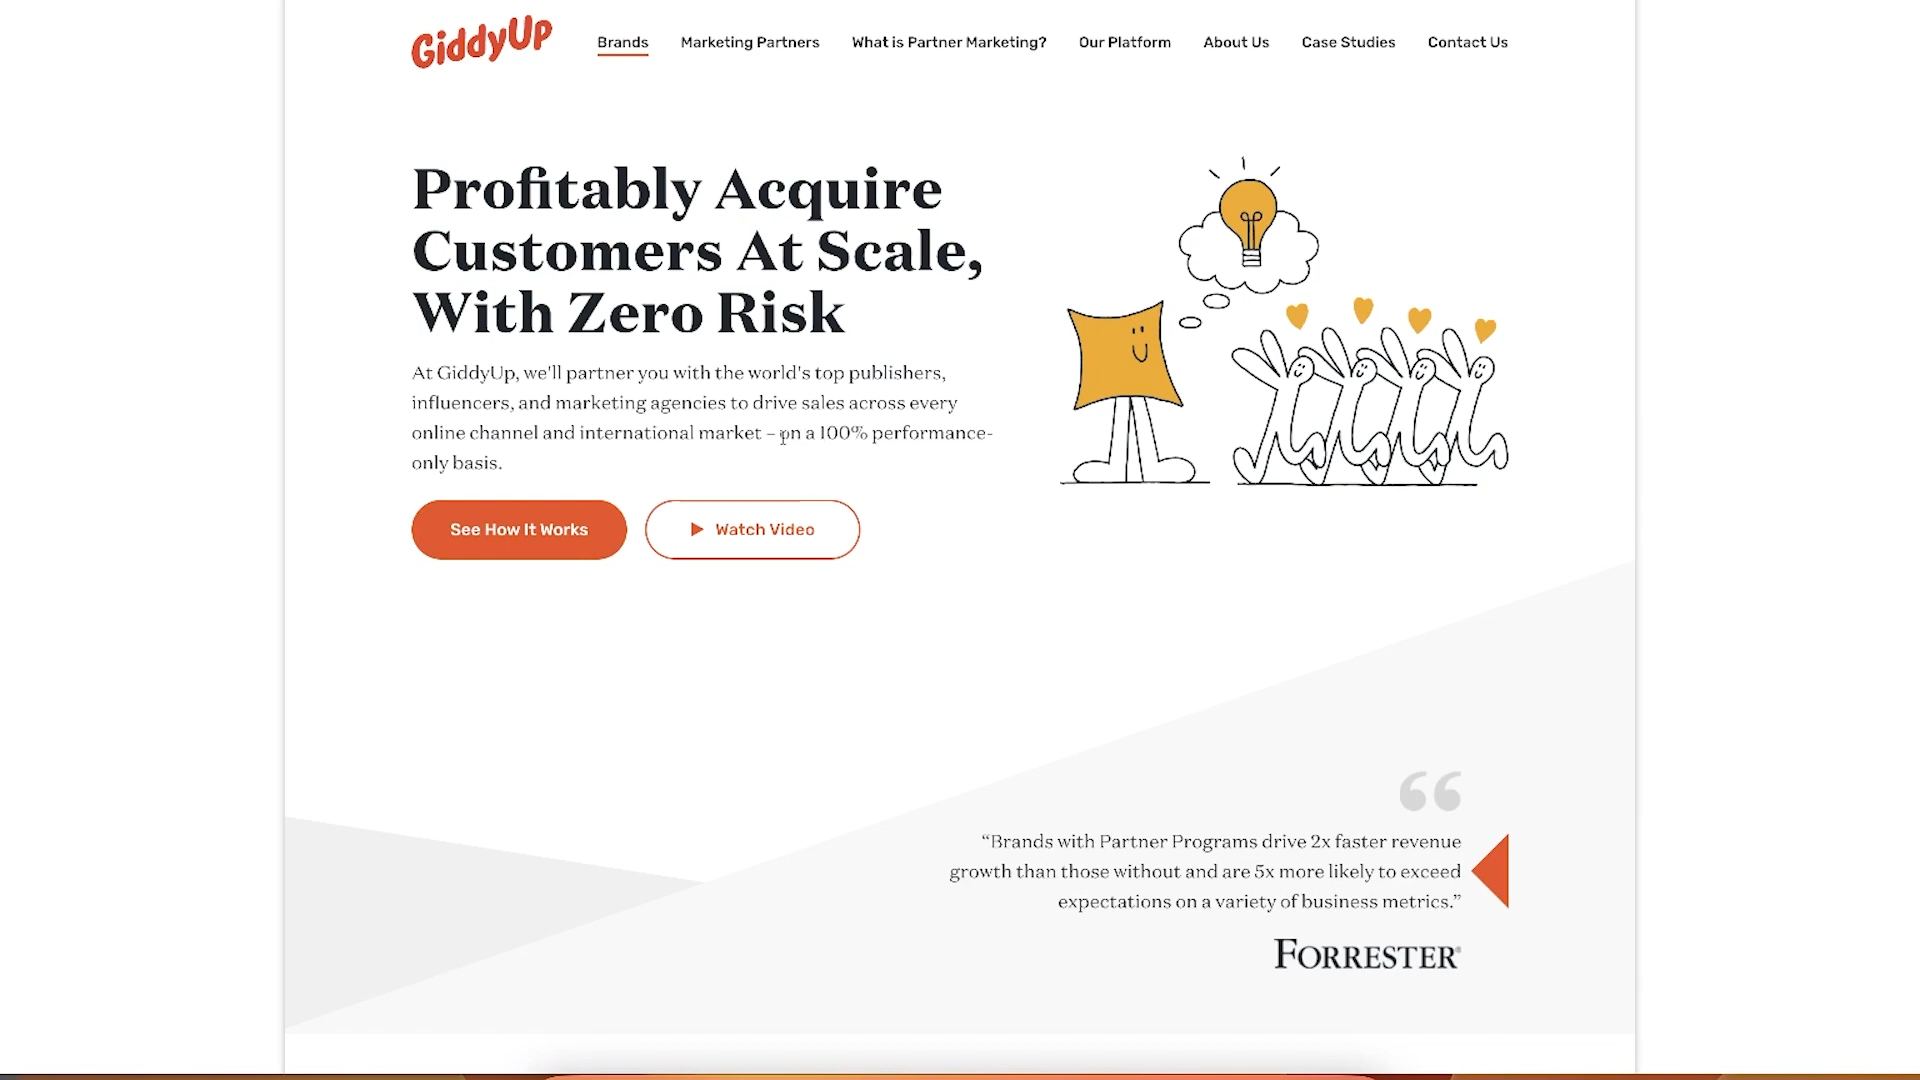 GiddyUp
Brands
Marketing Partners
What is Partner Marketing?
Our Platform
About Us
Case Studies
Contact Us
Profitably Acquire
Customers At Scale,
With Zero Risk
At GiddyUp, we'll partner you with the world's top publishers,
influencers, and marketing agencies to drive sales across every
online channel and international market – on a 100% performance-
only basis.
See How It Works
Watch Video
“Brands with Partner Programs drive 2x faster revenue
growth than those without and are 5x more likely to exceed
expectations on a variety of business metrics.”
FORRESTER®